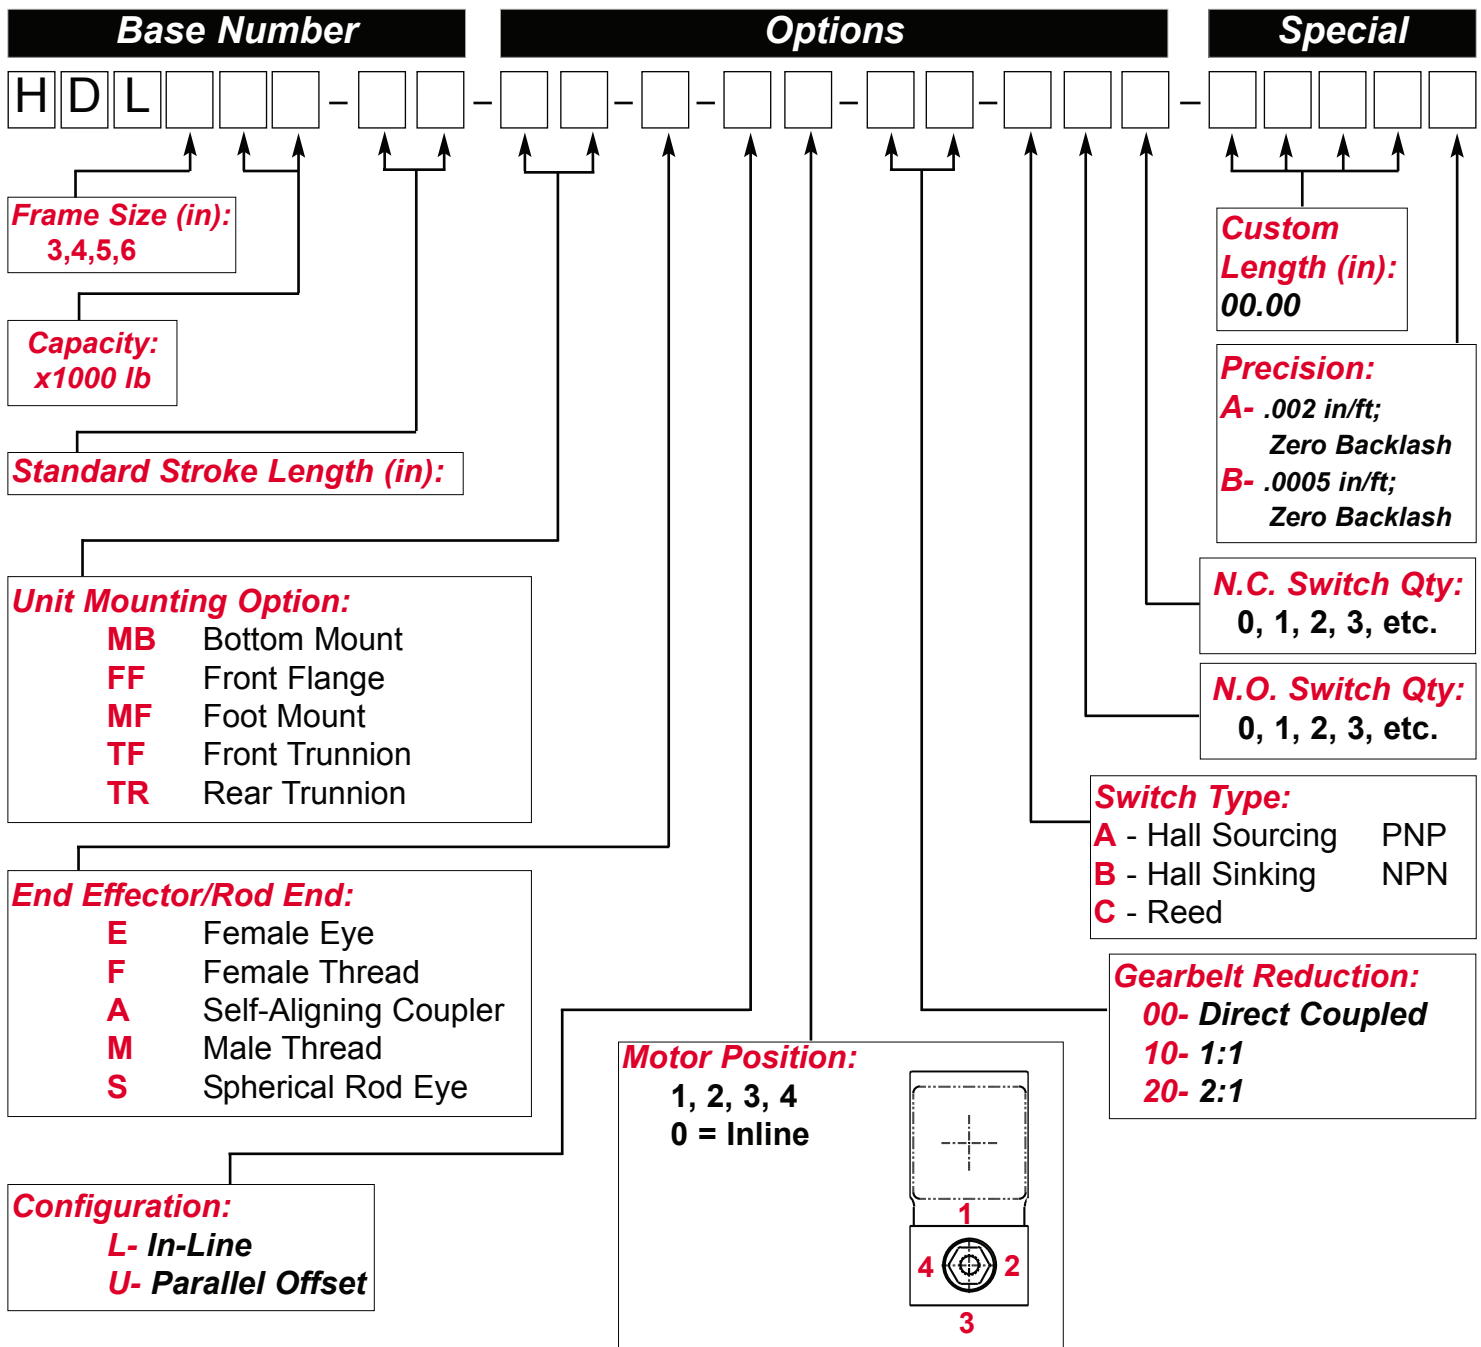 Base Number
Options
Special
H D L - - - - - - -
Frame Size (in):
3,4,5,6
Capacity:
x1000 lb
Standard Stroke Length (in):
Unit Mounting Option:
MB Bottom Mount
FF Front Flange
MF Foot Mount
TF Front Trunnion
TR Rear Trunnion
End Effector/Rod End:
E Female Eye
F Female Thread
A Self-Aligning Coupler
M Male Thread
S Spherical Rod Eye
Configuration:
L- In-Line
U- Parallel Offset
Motor Position:
1, 2, 3, 4
0 = Inline
1
4 2
3
Gearbelt Reduction:
00- Direct Coupled
10- 1:1
20- 2:1
Switch Type:
A - Hall Sourcing PNP
B - Hall Sinking NPN
C - Reed
N.O. Switch Qty:
0, 1, 2, 3, etc.
N.C. Switch Qty:
0, 1, 2, 3, etc.
Custom
Length (in):
00.00
Precision:
A- .002 in/ft;
Zero Backlash
B- .0005 in/ft;
Zero Backlash